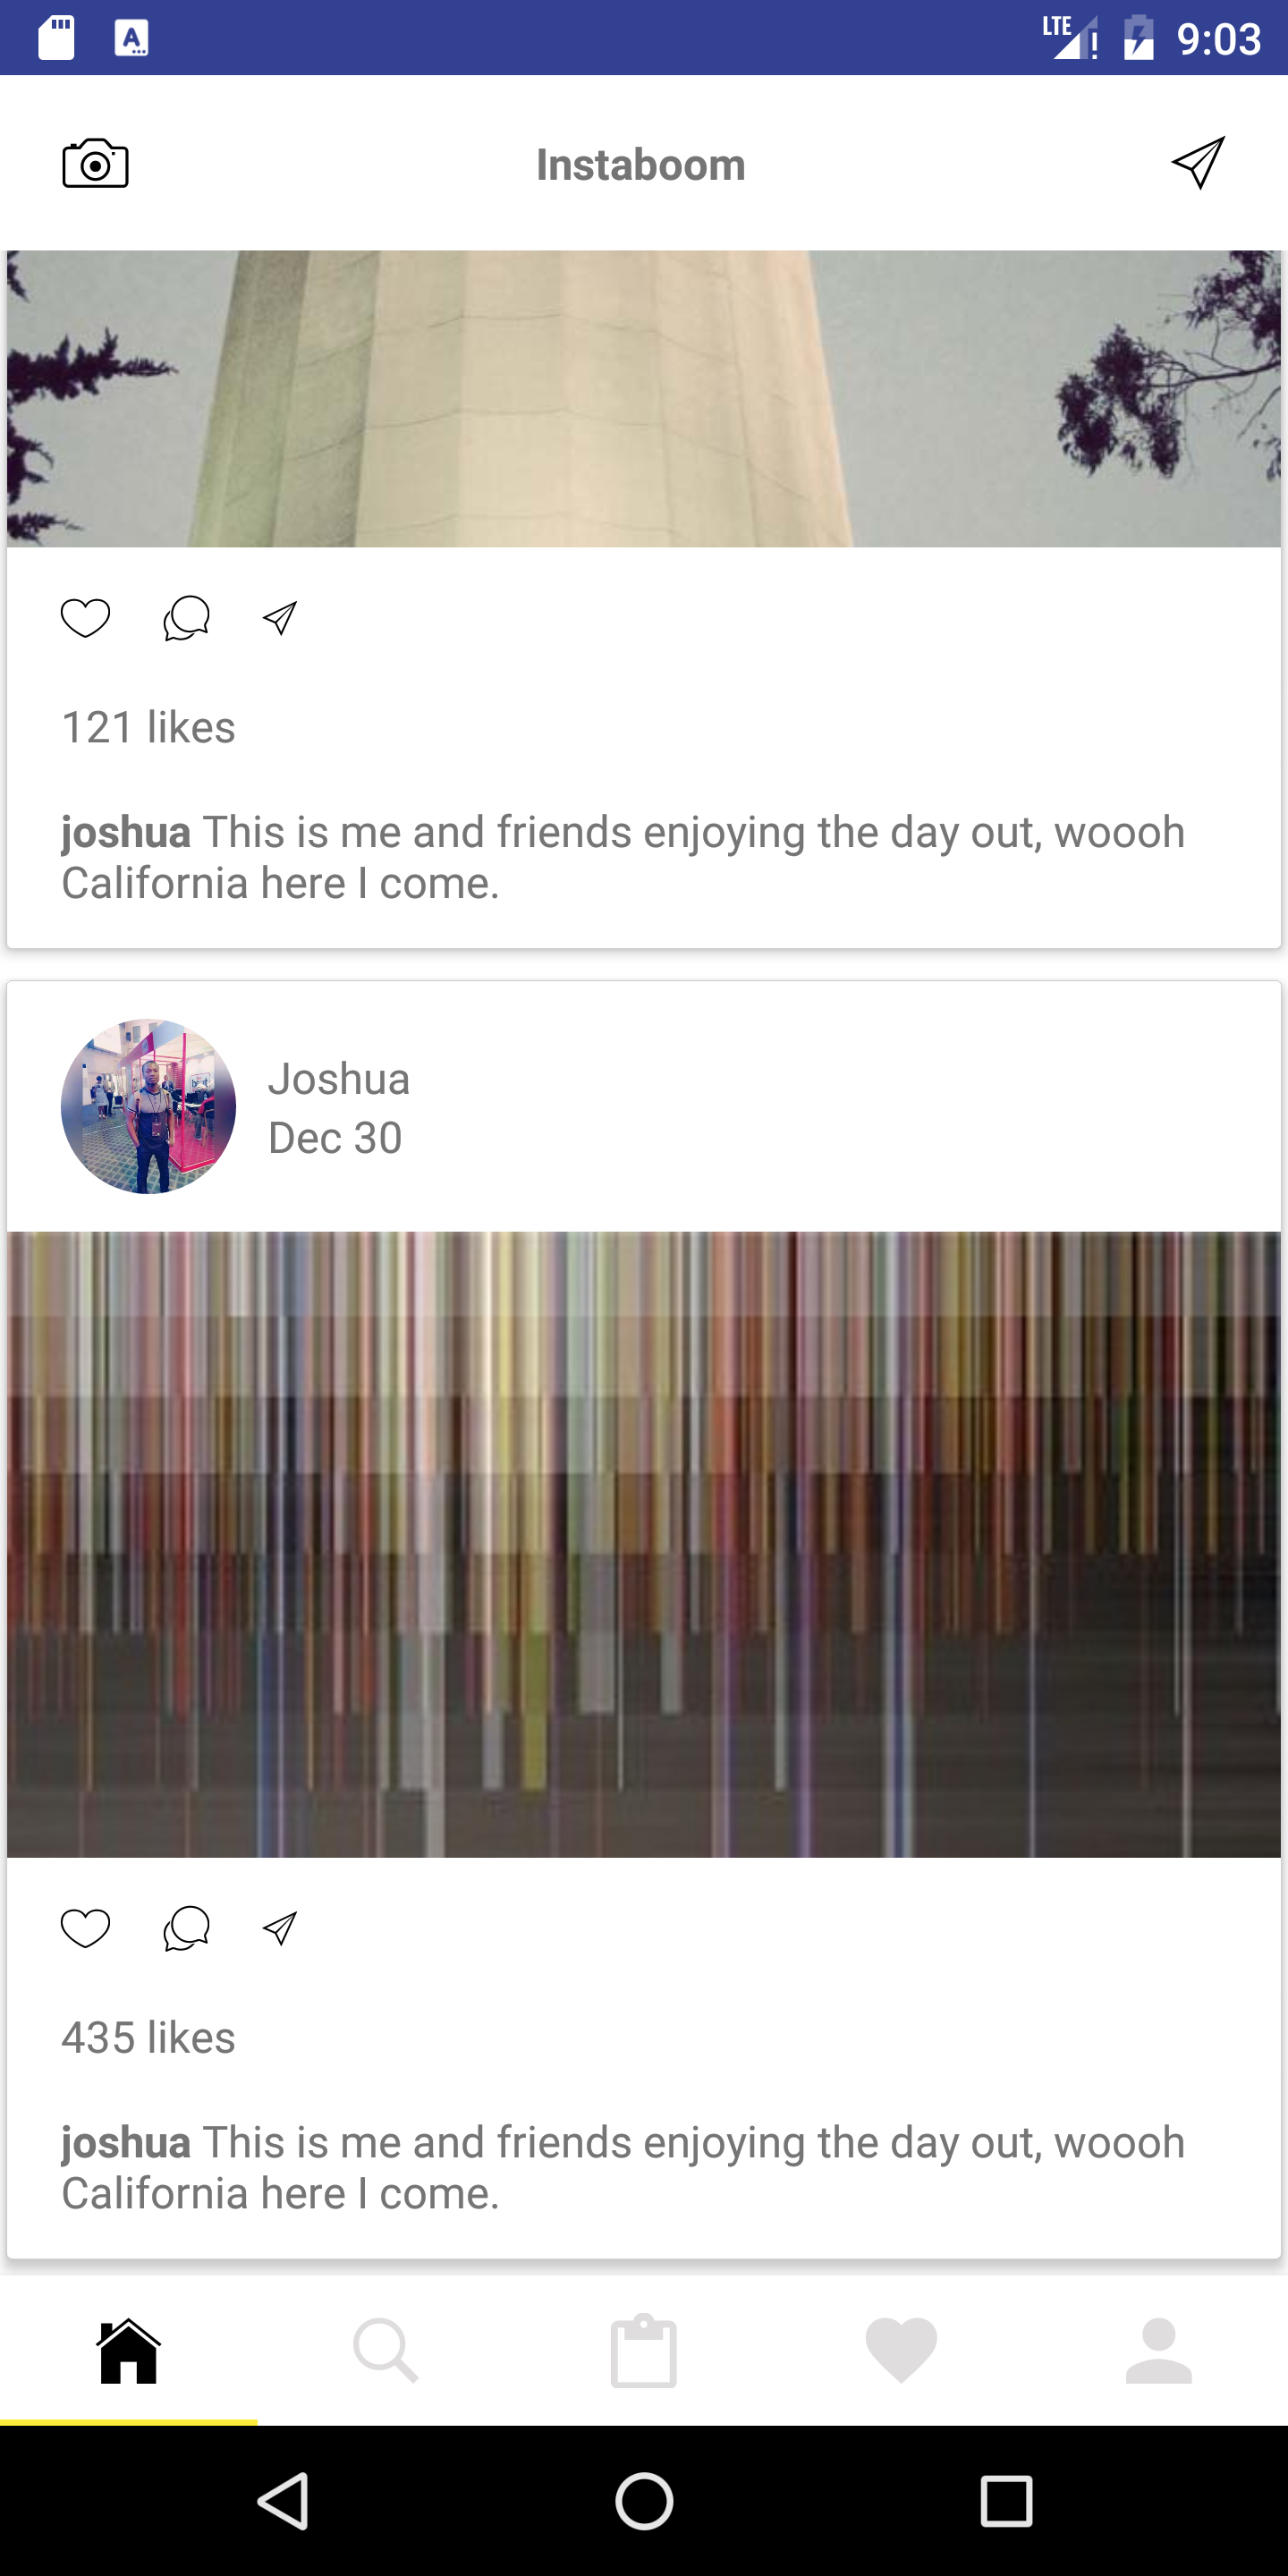 LTE 9:03
Instaboom
121 likes
joshua This is me and friends enjoying the day out, woooh
California here I come.
Joshua
Dec 30
435 likes
joshua This is me and friends enjoying the day out, woooh
California here I come.